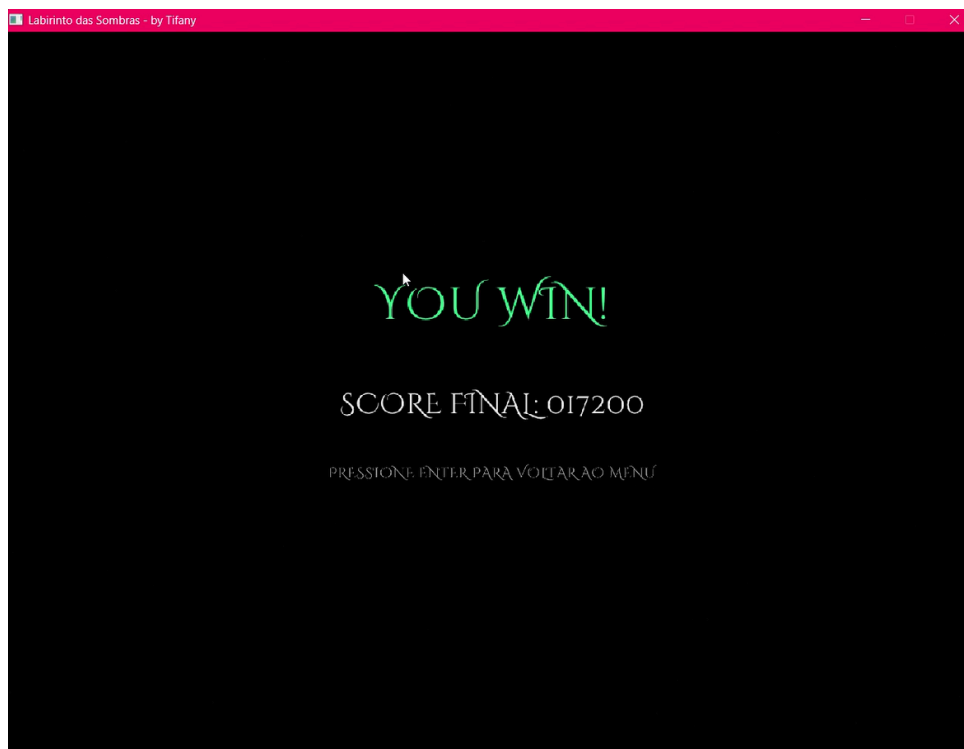 Labirinto das Sombras - by Tifany
YOU WIN!
SCORE FINAL: 017200
PRESSIONE ENTER PARA VOLTAR AO MENU